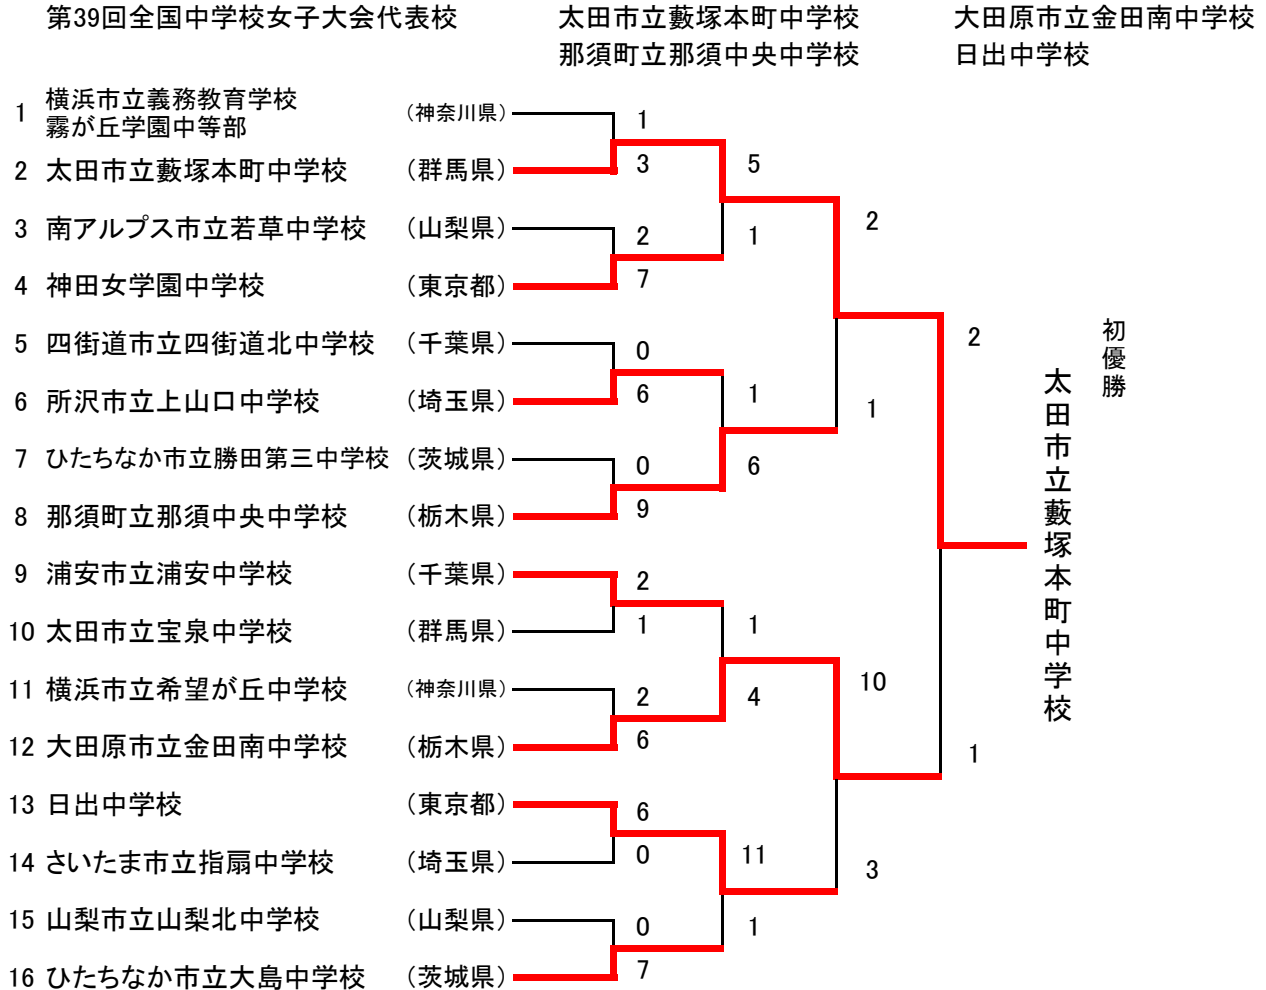 第39回全国中学校女子大会代表校 太田市立藪塚本町中学校 大田原市立金田南中学校
那須町立那須中央中学校 日出中学校
1 横浜市立義務教育学校
霧が丘学園中等部 (神奈川県)
1
2 太田市立藪塚本町中学校 (群馬県)
3
5
3 南アルプス市立若草中学校 (山梨県)
2
1
2
4 神田女学園中学校 (東京都)
7
5 四街道市立四街道北中学校 (千葉県)
0
2
初優勝
6 所沢市立上山口中学校 (埼玉県)
6
1
1
7 ひたちなか市立勝田第三中学校 (茨城県)
0
6
8 那須町立那須中央中学校 (栃木県)
9
太田市立藪塚本町中学校
9 浦安市立浦安中学校 (千葉県)
2
10 太田市立宝泉中学校 (群馬県)
1
1
11 横浜市立希望が丘中学校 (神奈川県)
2
4
10
12 大田原市立金田南中学校 (栃木県)
6
1
13 日出中学校 (東京都)
6
14 さいたま市立指扇中学校 (埼玉県)
0
11
3
15 山梨市立山梨北中学校 (山梨県)
0
1
16 ひたちなか市立大島中学校 (茨城県)
7